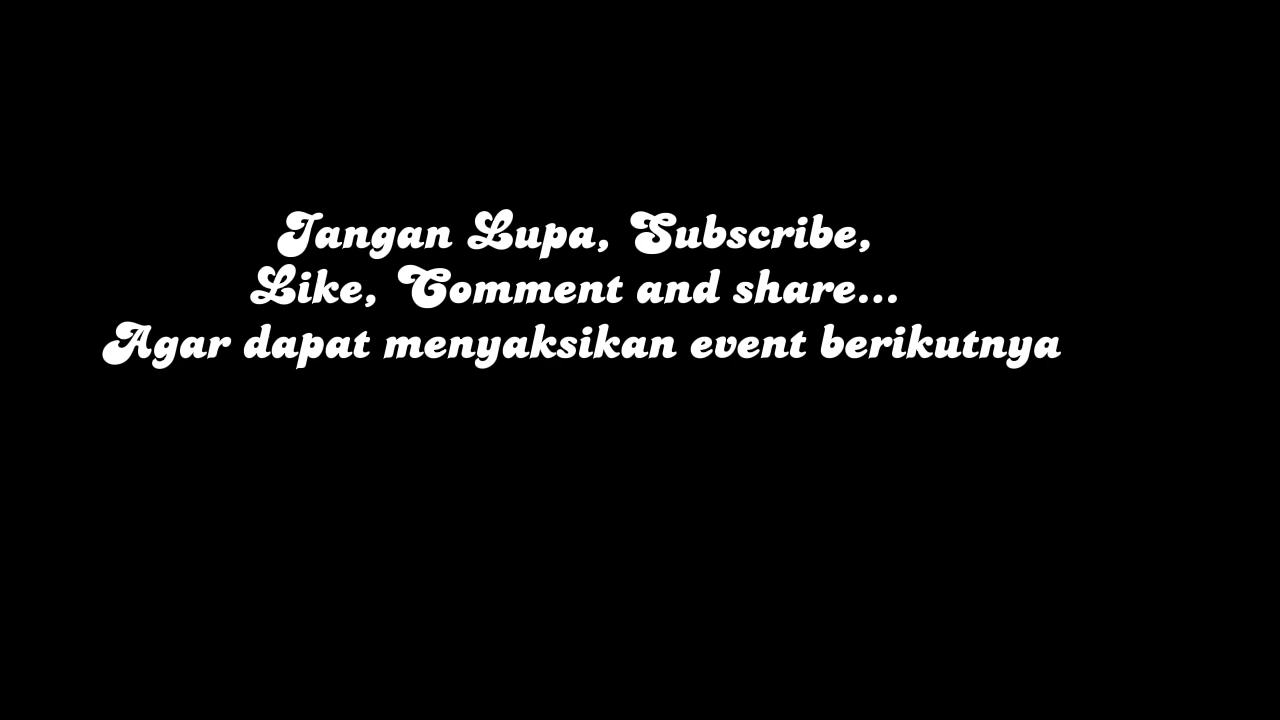 Jangan Lupa, Subscribe,
Like, Comment and share...
Agar dapat menyaksikan event berikutnya